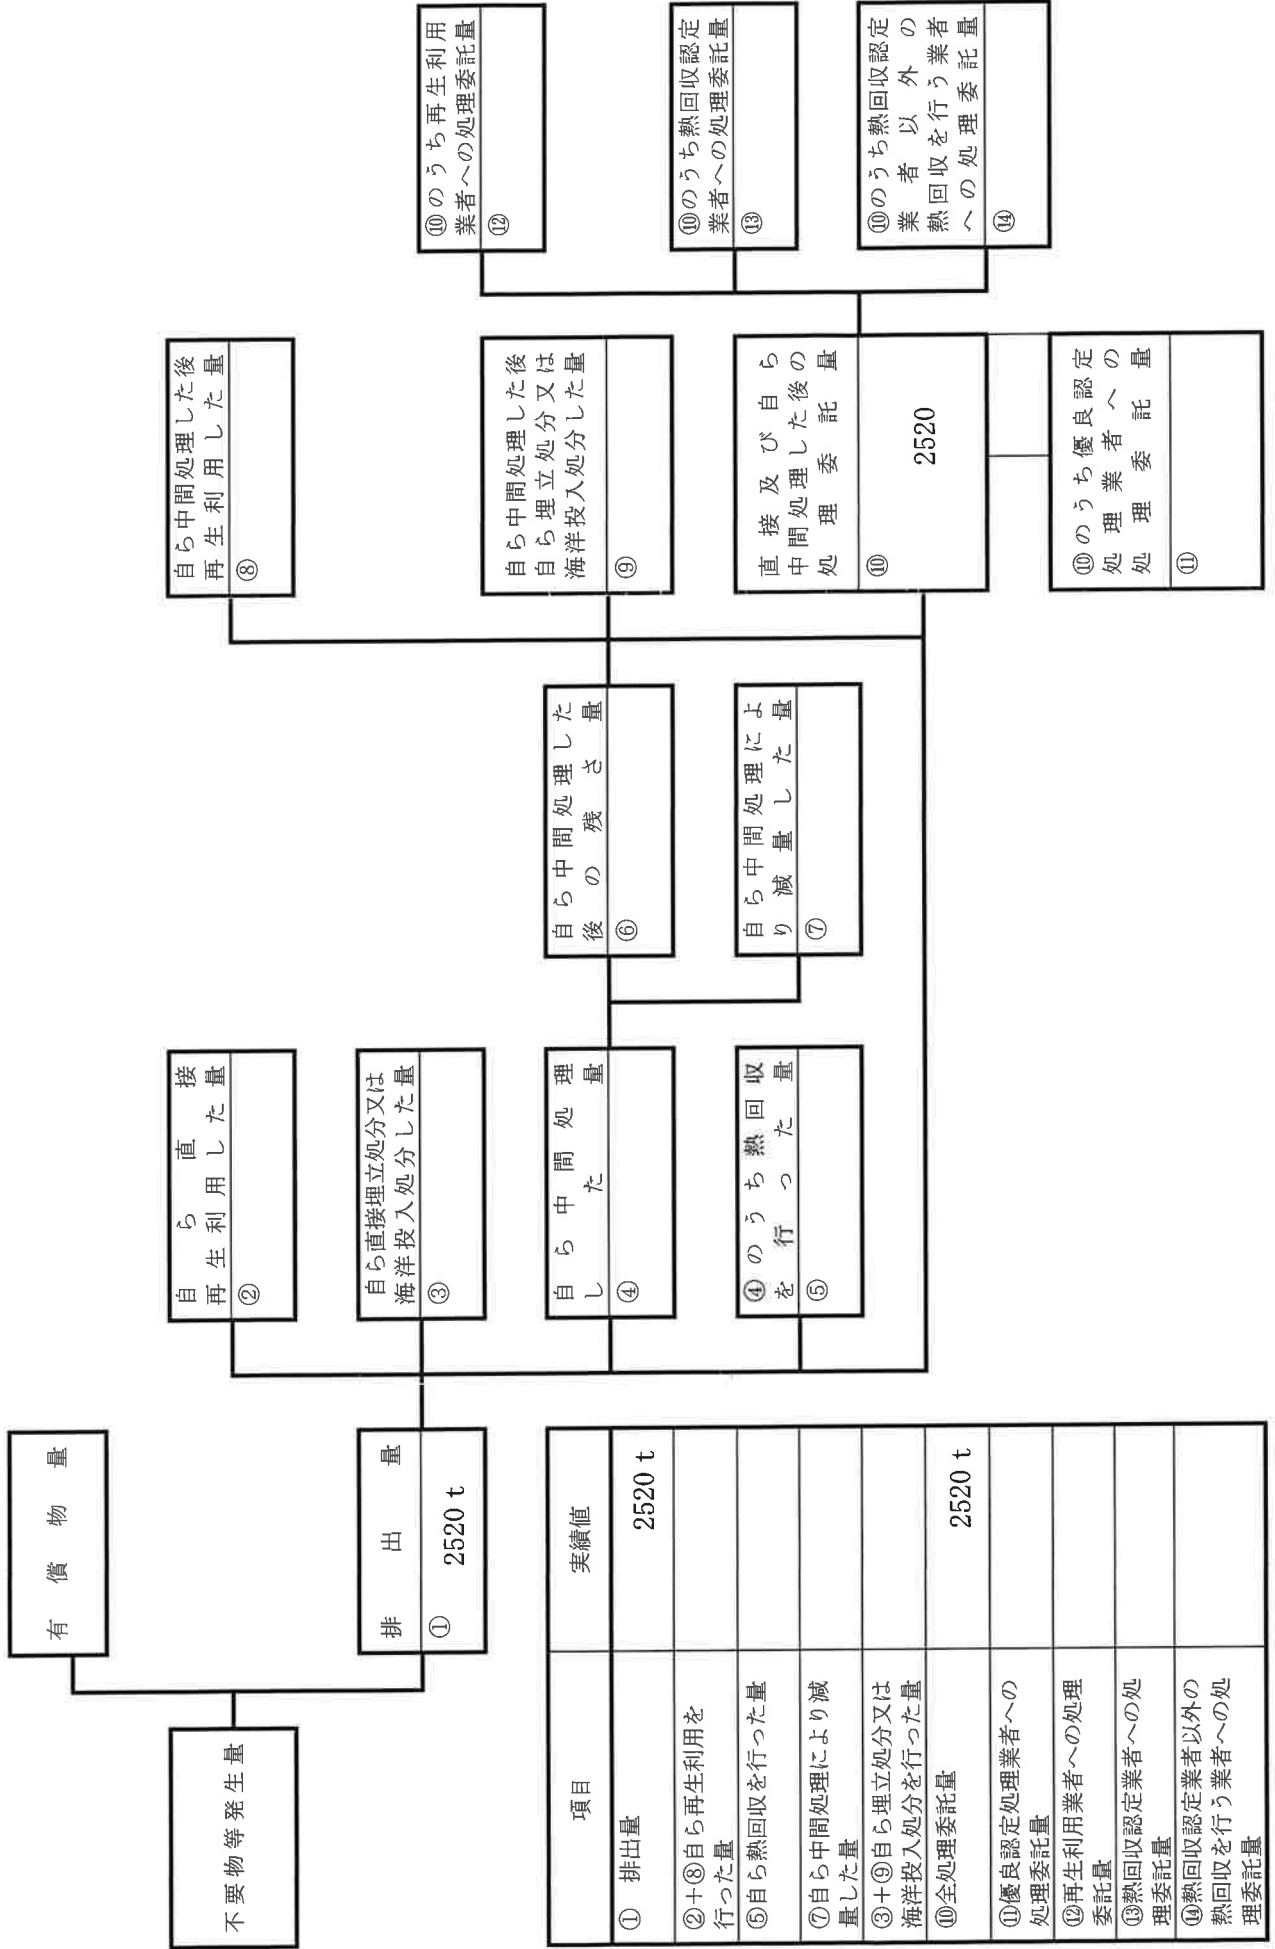 有償物量
不要物等発生量
排出量
①
2520 t
自ら直接
再生利用した量
②
自ら直接埋立処分又は
海洋投入処分した量
③
自ら中間処理
した量
④
④のうち熱回収
を行った量
⑤
自ら中間処理した
後の残さ量
⑥
自ら中間処理によ
り減量した量
⑦
自ら中間処理した後
再生利用した量
⑧
自ら中間処理した後
自ら埋立処分又は
海洋投入処分した量
⑨
直接及び自ら
中間処理した後の
処理委託量
⑩
2520
⑩のうち優良認定
処理業者への
処理委託量
⑪
⑩のうち再生利用
業者への処理委託量
⑫
⑩のうち熱回収認定
業者への処理委託量
⑬
⑩のうち熱回収認定
業者以外の
熱回収を行う業者
への処理委託量
⑭
項目
実績値
① 排出量
2520 t
②+⑧自ら再生利用を
行った量
⑤自ら熱回収を行った量
⑦自ら中間処理により減
量した量
③+⑨自ら埋立処分又は
海洋投入処分を行った量
⑩全処理委託量
2520 t
⑪優良認定処理業者への
処理委託量
⑫再生利用業者への処理
委託量
⑬熱回収認定業者への処
理委託量
⑭熱回収認定業者以外の
熱回収を行う業者への処
理委託量